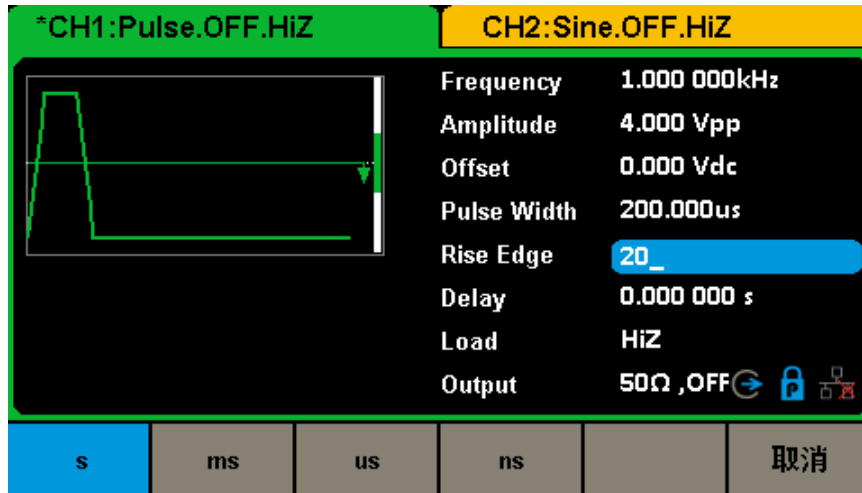 *CH1:Pulse.OFF.HiZ CH2:Sine.OFF.HiZ
Frequency 1.000 000kHz
Amplitude 4.000 Vpp
Offset 0.000 Vdc
Pulse Width 200.000us
Rise Edge 20_
Delay 0.000 000 s
Load HiZ
Output 50Ω ,OFF P
s ms us ns 取消